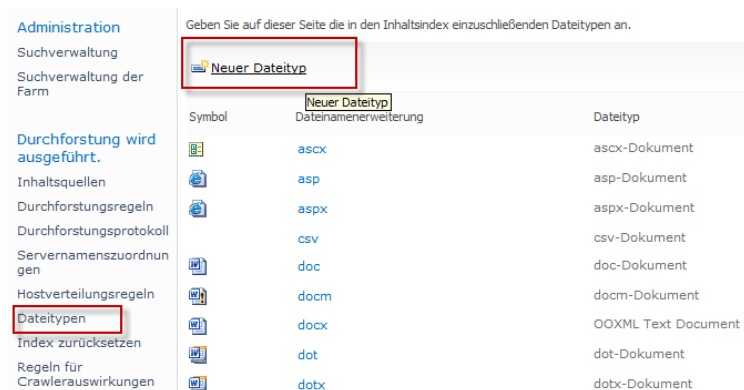 Administration
Suchverwaltung
Suchverwaltung der
Farm
Durchforstung wird
ausgeführt.
Inhaltsquellen
Durchforstungsregeln
Durchforstungsprotokoll
Servernamenszuordnun
gen
Hostverteilungsregeln
Dateitypen
Index zurücksetzen
Regeln für
Crawlerauswirkungen
Geben Sie auf dieser Seite die in den Inhaltsindex einzuschließenden Dateitypen an.
Neuer Dateityp
Neuer Dateityp
Symbol Dateinamenerweiterung Dateityp
ascx ascx-Dokument
asp asp-Dokument
aspx aspx-Dokument
csv csv-Dokument
doc doc-Dokument
docm docm-Dokument
docx OOXML Text Document
dot dot-Dokument
dotx dotx-Dokument